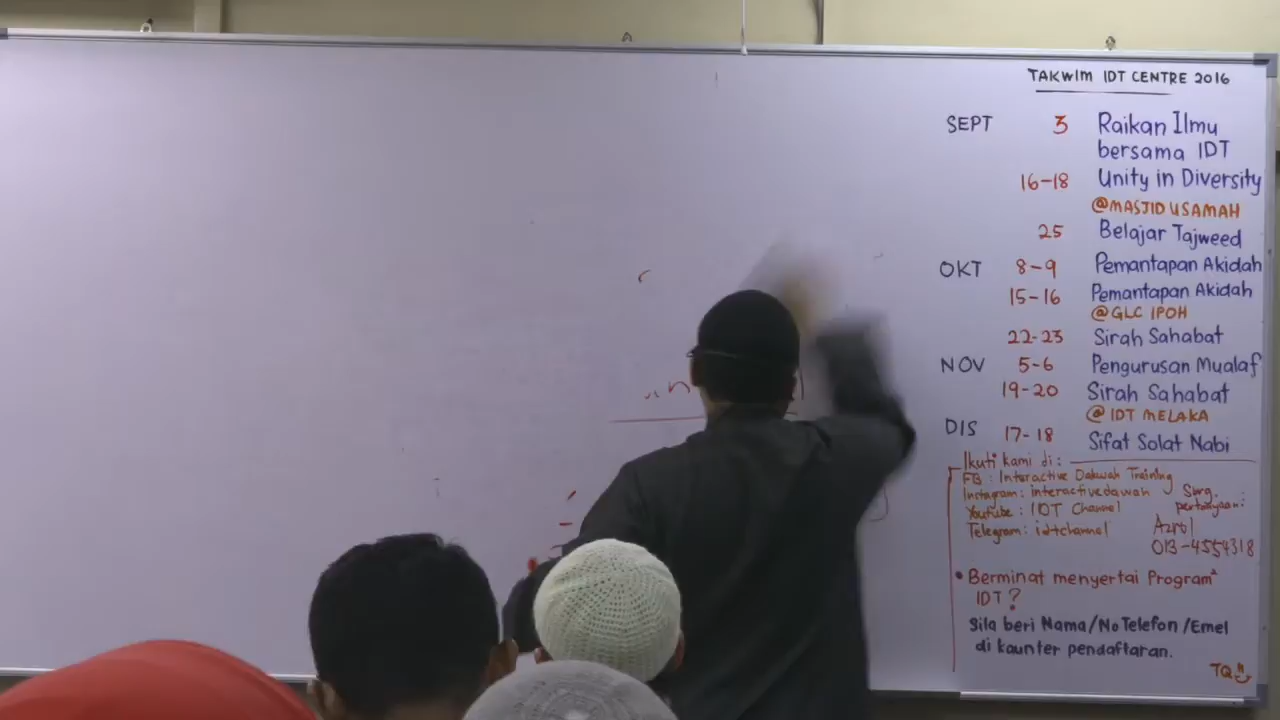 TAKWIM IDT CENTRE 2016
SEPT 3 Raikan Ilmu
bersama IDT
16-18 Unity in Diversity
@MASJID USAMAH
25 Belajar Tajweed
OKT 8-9 Pemantapan Akidah
15-16 Pemantapan Akidah
@GLC IPOH
22-23 Sirah Sahabat
NOV 5-6 Pengurusan Mualaf
19-20 Sirah Sahabat
@IDT MELAKA
DIS 17-18 Sifat Solat Nabi
Ikuti kami di:
FB: Interactive Dakwah Training
Instagram: interactivedawah
Youtube: IDT Channel
Telegram: idtchannel
Sbrg.
pertanyaan:
Azrol
013-4554318
• Berminat menyertai Program²
IDT?
Sila beri Nama/No Telefon/Emel
di kaunter pendaftaran.
TQ